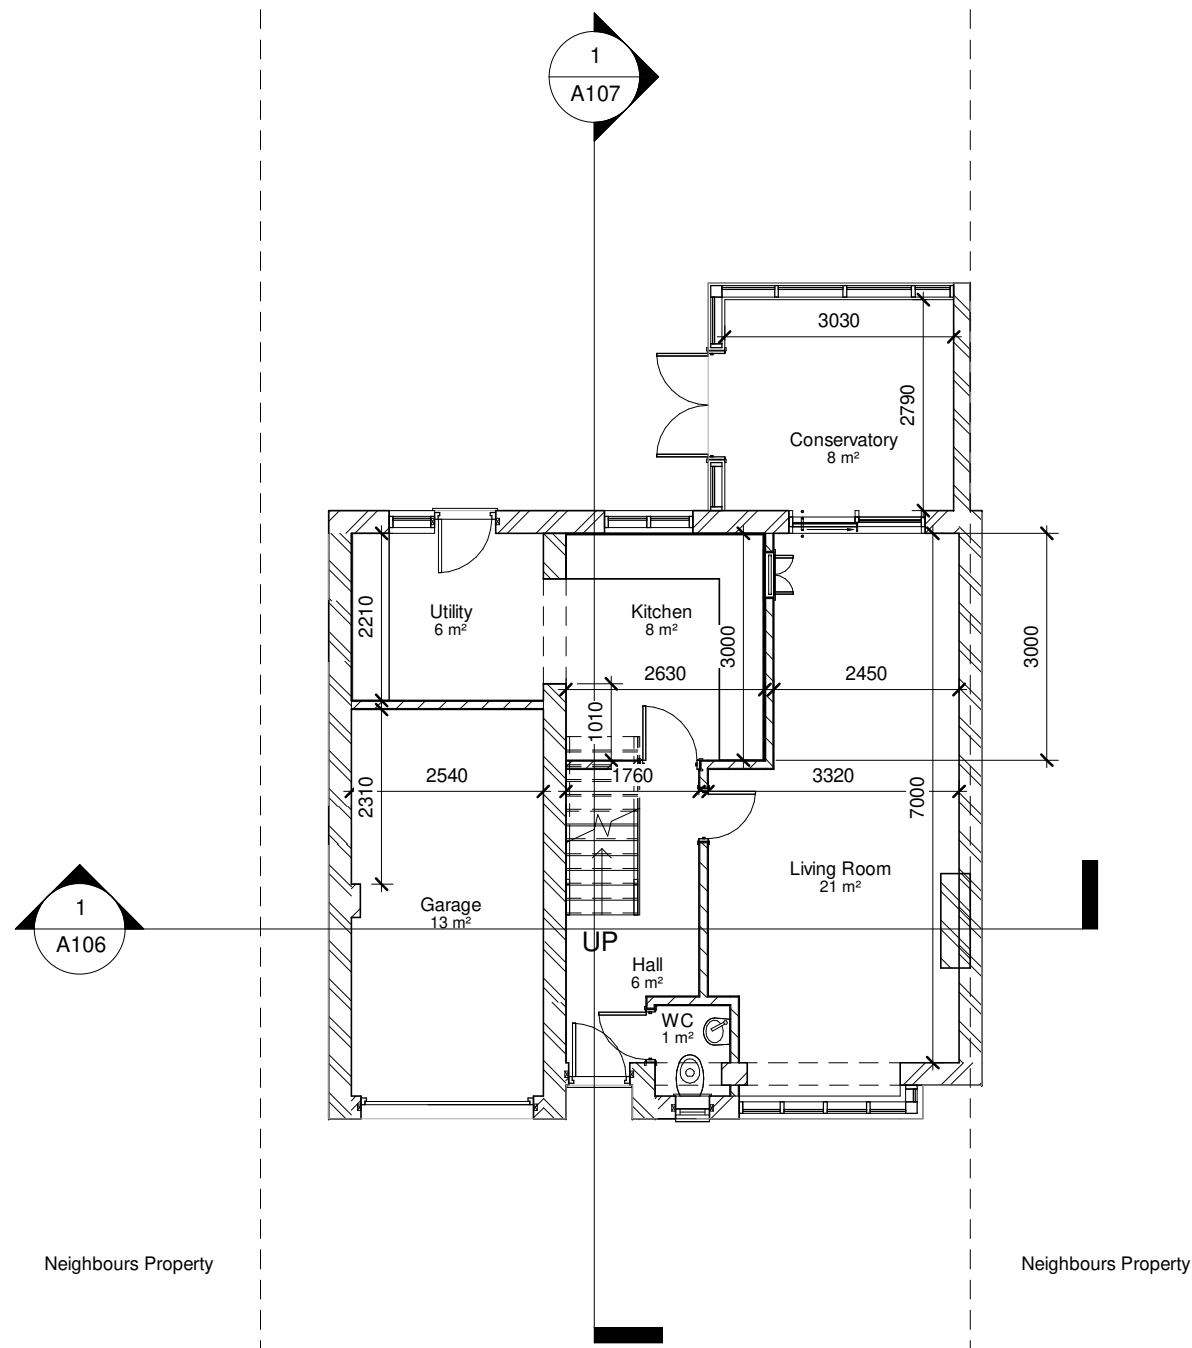 1
A107
3030
2790
Conservatory
8 m²
2210
Utility
6 m²
Kitchen
8 m²
3000
3000
2630
2450
1010
2540
1760
3320
2310
7000
Living Room
21 m²
1
A106
Garage
13 m²
UP
Hall
6 m²
WC
1 m²
Neighbours Property
Neighbours Property